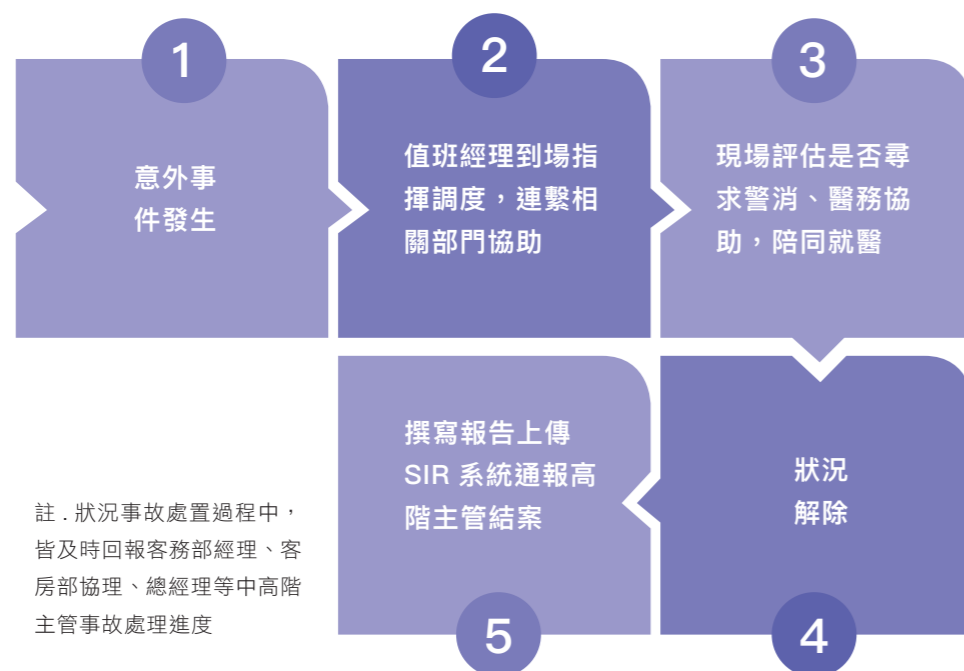 1
意外事
件發生
2
值班經理到場指
揮調度，連繫相
關部門協助
3
現場評估是否尋
求警消、醫務協
助，陪同就醫
狀況
解除
4
撰寫報告上傳
SIR 系統通報高
階主管結案
5
註 . 狀況事故處置過程中，
皆及時回報客務部經理、客
房部協理、總經理等中高階
主管事故處理進度